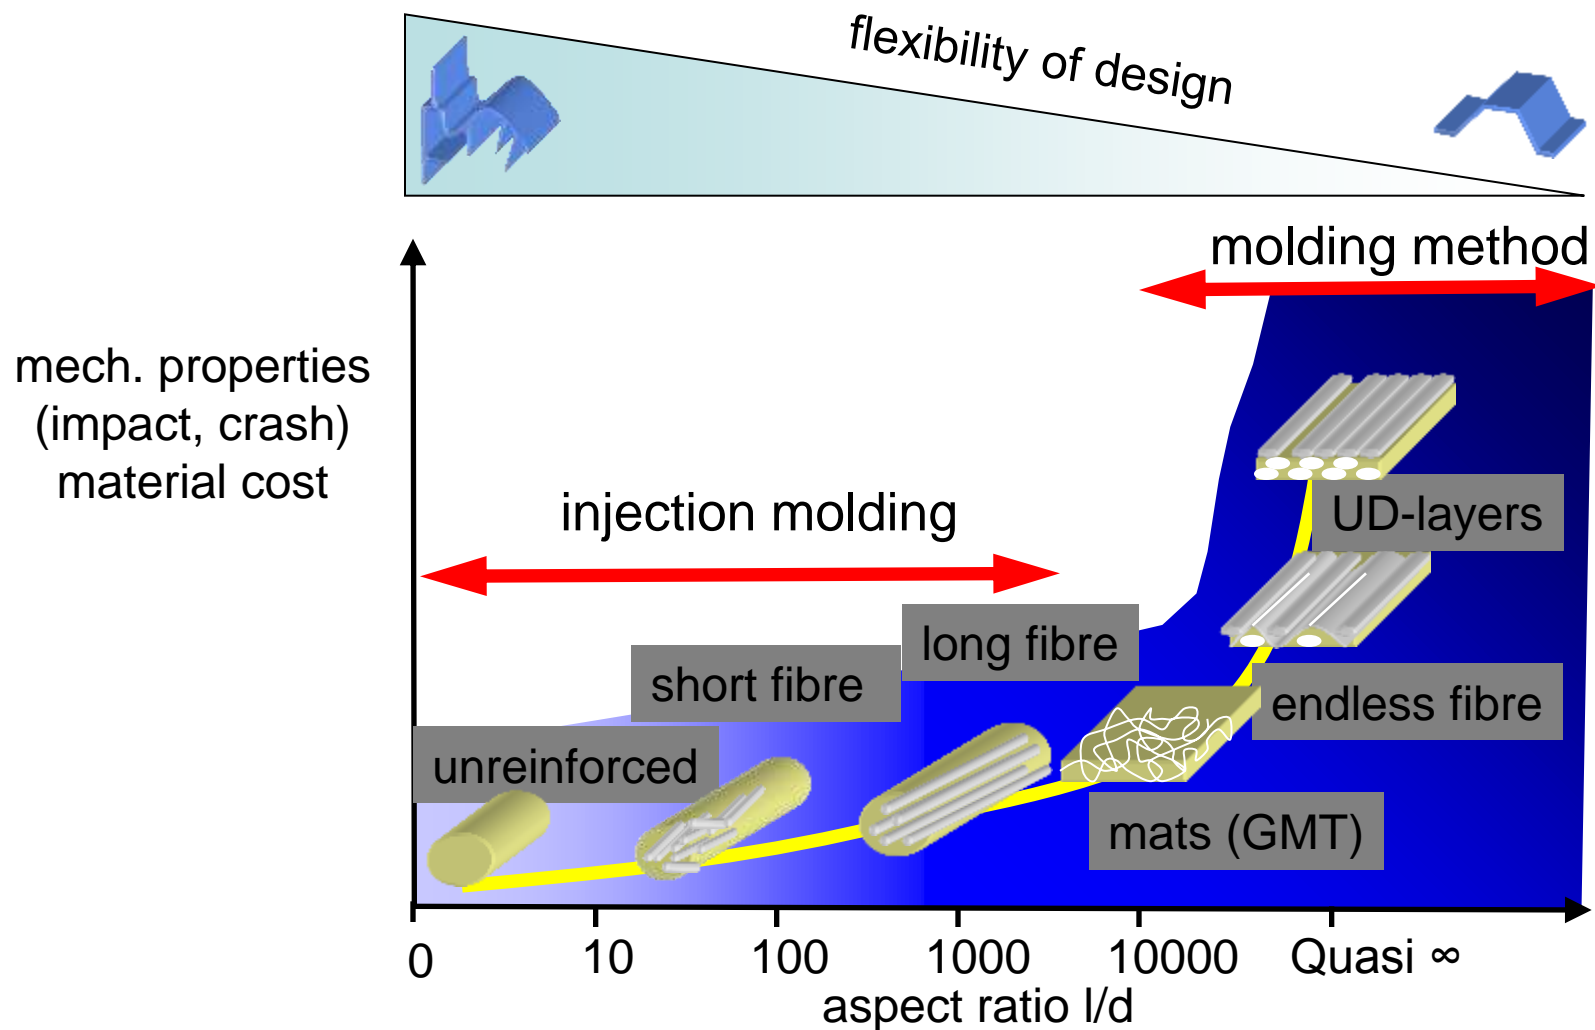 flexibility of design
molding method
mech. properties
(impact, crash)
material cost
injection molding
UD-layers
long fibre
short fibre
endless fibre
unreinforced
mats (GMT)
0 10 100 1000 10000 Quasi ∞
aspect ratio l/d